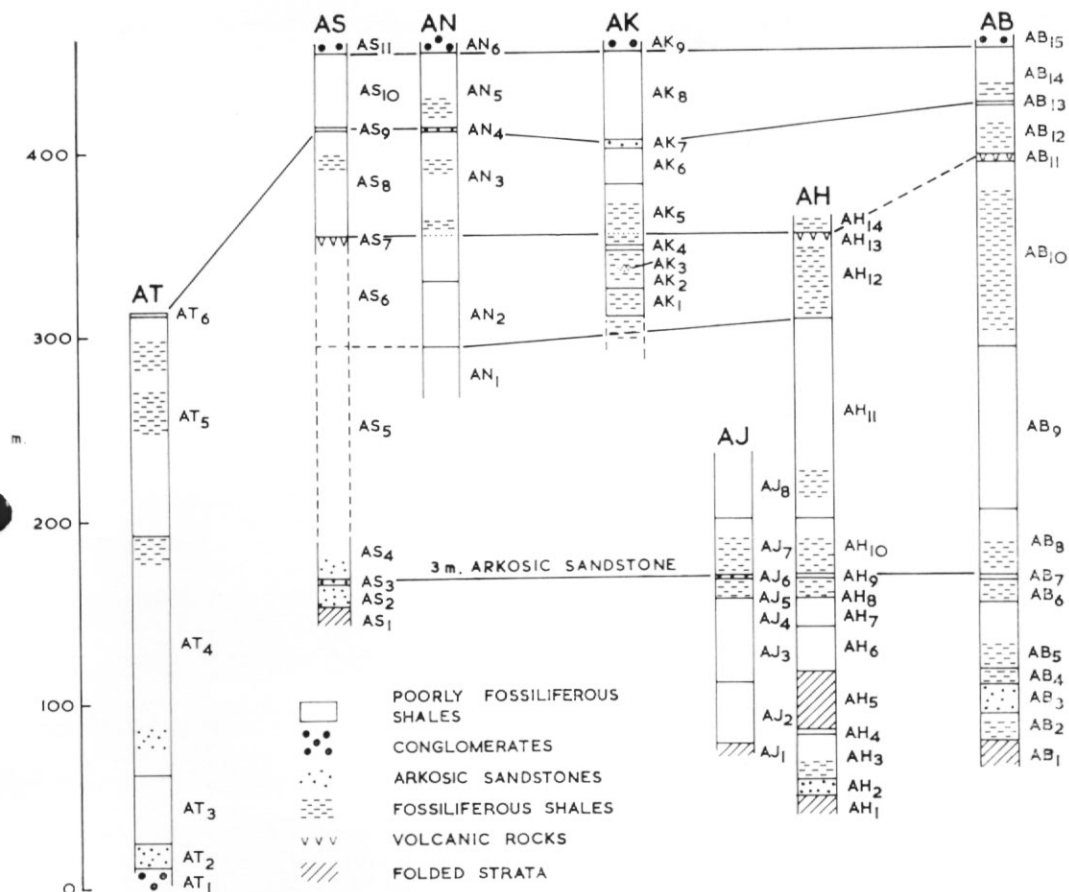 AS
AN
AK
AB
AH
AT
AJ
m.
400
300
200
100
0
AT6
AT5
AT4
AT3
AT2
AT1
AS11
AS10
AS9
AS8
AS7
AS6
AS5
AS4
AS3
AS2
AS1
AN6
AN5
AN4
AN3
AN2
AN1
AK9
AK8
AK7
AK6
AK5
AK4
AK3
AK2
AK1
3 m. ARKOSIC SANDSTONE
AJ8
AJ7
AJ6
AJ5
AJ4
AJ3
AJ2
AJ1
AH14
AH13
AH12
AH11
AH10
AH9
AH8
AH7
AH6
AH5
AH4
AH3
AH2
AH1
AB15
AB14
AB13
AB12
AB11
AB10
AB9
AB8
AB7
AB6
AB5
AB4
AB3
AB2
AB1
POORLY FOSSILIFEROUS
SHALES
CONGLOMERATES
ARKOSIC SANDSTONES
FOSSILIFEROUS SHALES
VOLCANIC ROCKS
FOLDED STRATA